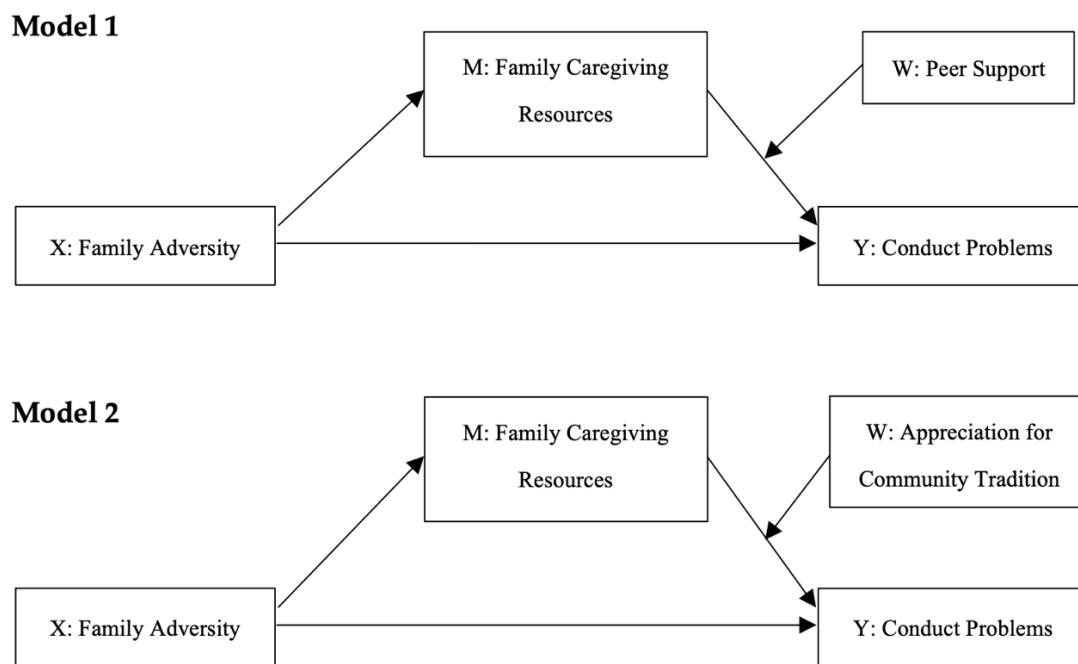 Model 1
M: Family Caregiving
Resources
W: Peer Support
X: Family Adversity
Y: Conduct Problems
Model 2
M: Family Caregiving
Resources
W: Appreciation for
Community Tradition
X: Family Adversity
Y: Conduct Problems